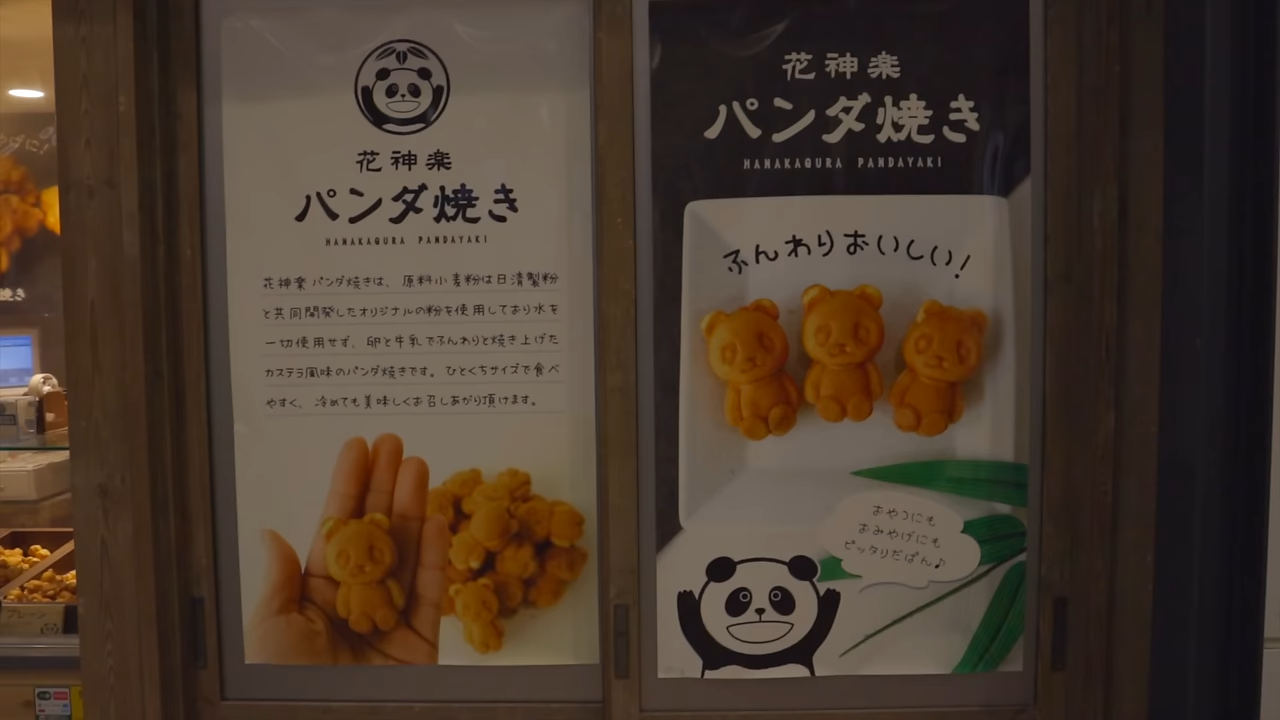 花神楽
パンダ焼き
HANAKAGURA PANDAYAKI
花神楽パンダ焼きは、原料小麦粉は日清製粉
と共同開発したオリジナルの粉を使用しており水を
一切使用せず、卵と牛乳でふんわりと焼き上げた
カステラ風味のパンダ焼きです。ひとくちサイズで食べ
やすく、冷めても美味しくお召しあがり頂けます。
花神楽
パンダ焼き
HANAKAGURA PANDAYAKI
ふんわりおいしい!
おやつにも
おみやげにも
ピッタリだぱん♪